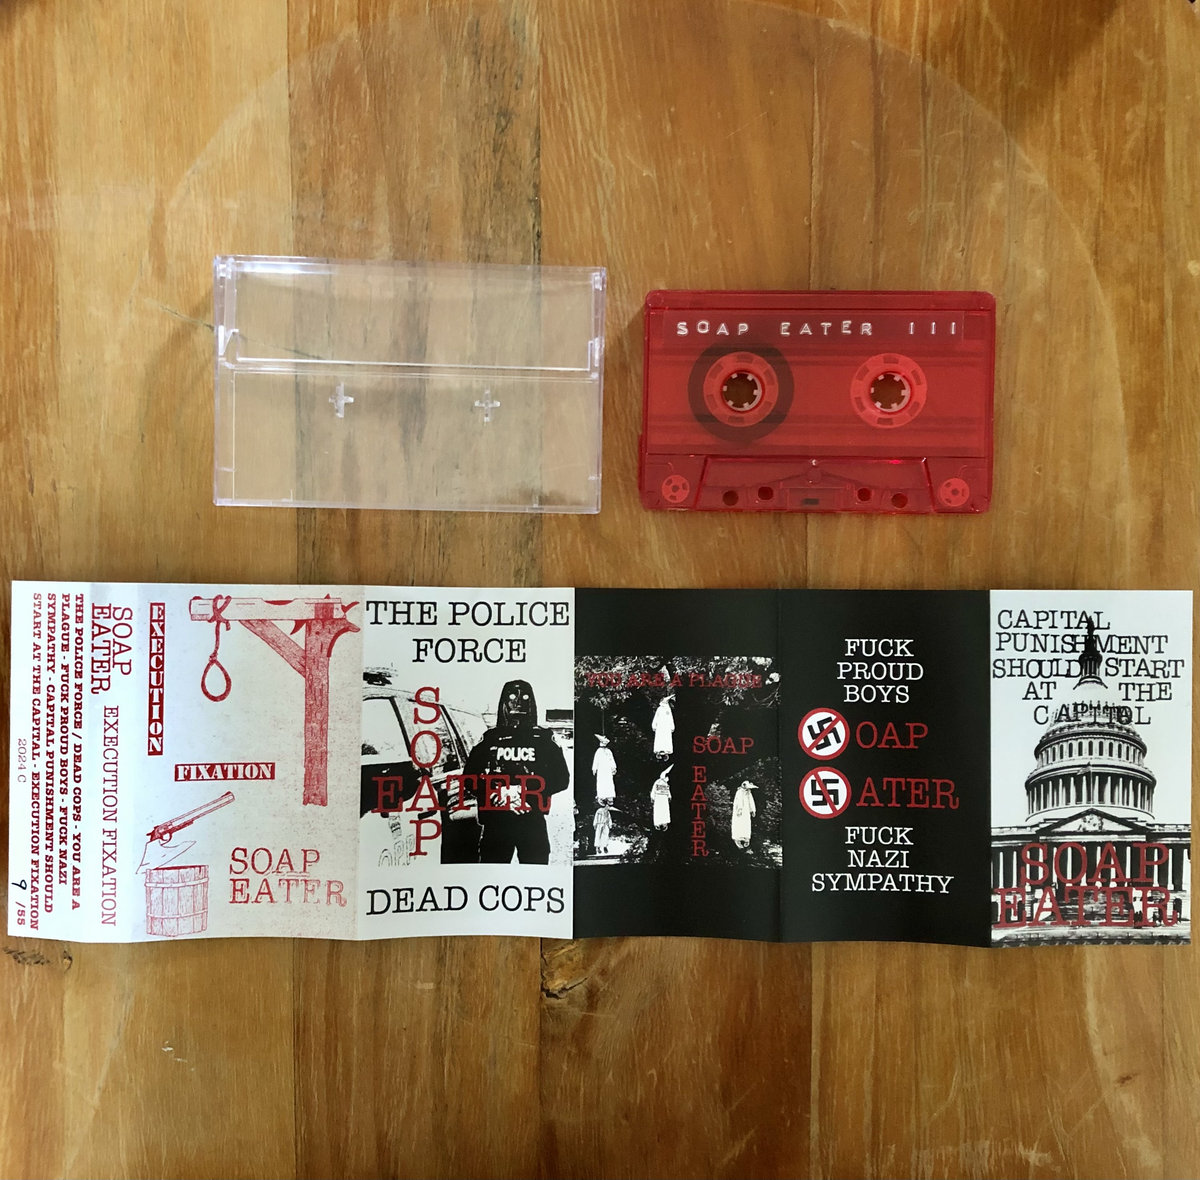 SOAP EATER III
THE POLICE FORCE / DEAD COPS - YOU ARE A
PLAGUE - FUCK PROUD BOYS - FUCK NAZI
SYMPATHY - CAPITAL PUNISHMENT SHOULD
START AT THE CAPITAL - EXECUTION FIXATION
2024 C
9 /55
SOAP
EATER
EXECUTION FIXATION
EXECUTION
FIXATION
SOAP
EATER
THE POLICE
FORCE
SOAP
EATER
POLICE
DEAD COPS
YOU ARE A PLAGUE
SOAP
EATER
FUCK
PROUD
BOYS
OAP
ATER
FUCK
NAZI
SYMPATHY
CAPITAL
PUNISHMENT
SHOULD START
AT THE
CAPITOL
SOAP
EATER